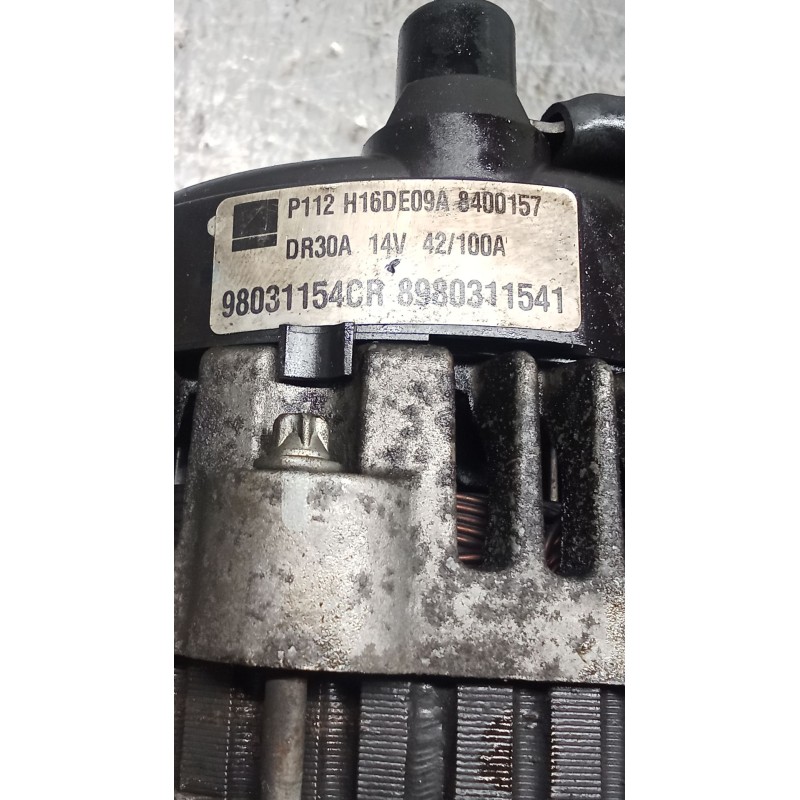 P112 H16DE09A 8400157
DR30A 14V 42/100A
98031154CR 8980311541